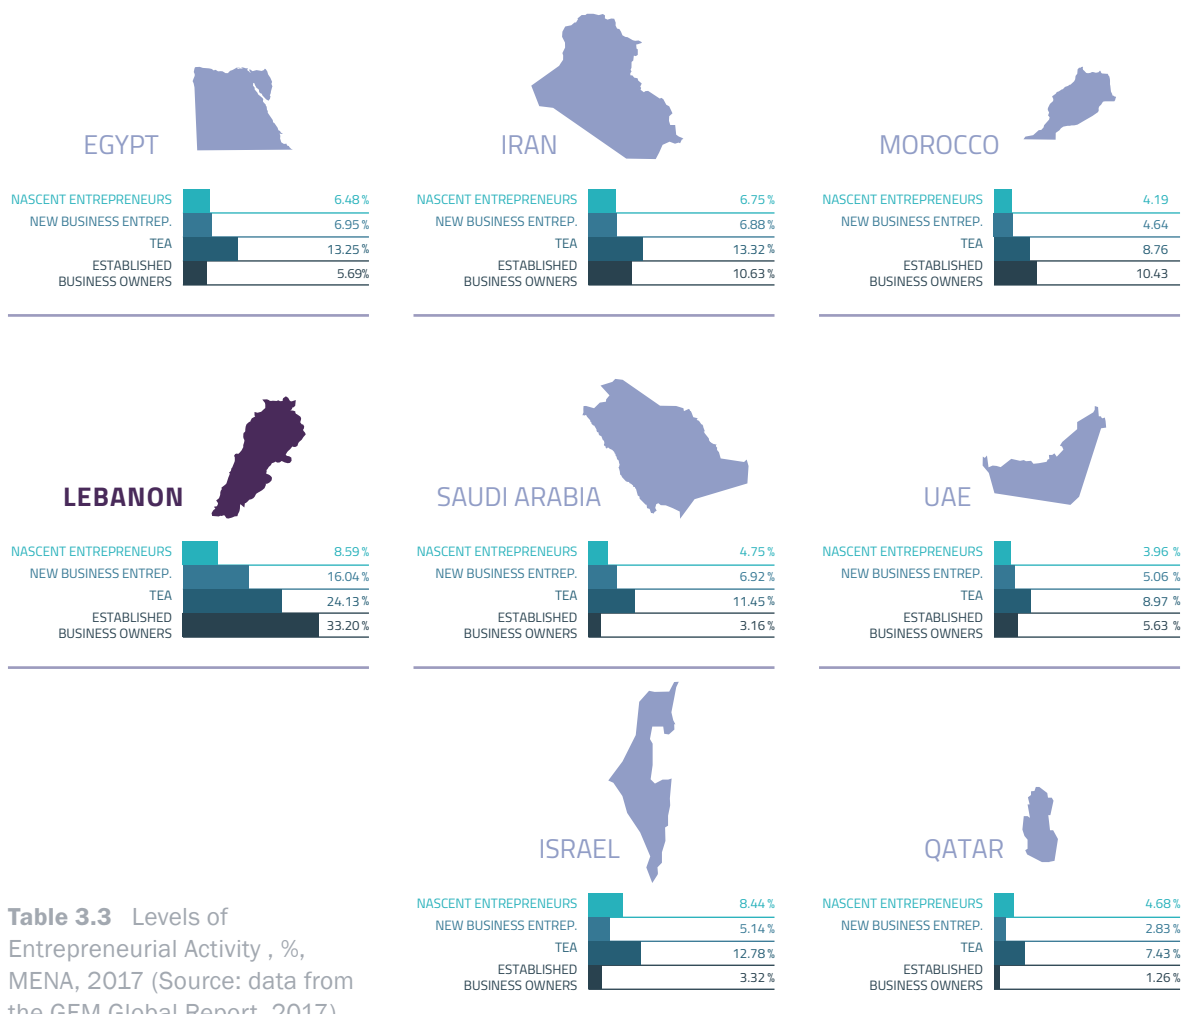 EGYPT
NASCENT ENTREPRENEURS 6.48 %
NEW BUSINESS ENTREP. 6.95 %
TEA 13.25 %
ESTABLISHED
BUSINESS OWNERS 5.69%
IRAN
NASCENT ENTREPRENEURS 6.75 %
NEW BUSINESS ENTREP. 6.88 %
TEA 13.32 %
ESTABLISHED
BUSINESS OWNERS 10.63 %
MOROCCO
NASCENT ENTREPRENEURS 4.19
NEW BUSINESS ENTREP. 4.64
TEA 8.76
ESTABLISHED
BUSINESS OWNERS 10.43
LEBANON
NASCENT ENTREPRENEURS 8.59 %
NEW BUSINESS ENTREP. 16.04 %
TEA 24.13 %
ESTABLISHED
BUSINESS OWNERS 33.20 %
SAUDI ARABIA
NASCENT ENTREPRENEURS 4.75 %
NEW BUSINESS ENTREP. 6.92 %
TEA 11.45 %
ESTABLISHED
BUSINESS OWNERS 3.16 %
UAE
NASCENT ENTREPRENEURS 3.96 %
NEW BUSINESS ENTREP. 5.06 %
TEA 8.97 %
ESTABLISHED
BUSINESS OWNERS 5.63 %
ISRAEL
NASCENT ENTREPRENEURS 8.44 %
NEW BUSINESS ENTREP. 5.14 %
TEA 12.78 %
ESTABLISHED
BUSINESS OWNERS 3.32 %
QATAR
NASCENT ENTREPRENEURS 4.68 %
NEW BUSINESS ENTREP. 2.83 %
TEA 7.43 %
ESTABLISHED
BUSINESS OWNERS 1.26 %
Table 3.3 Levels of
Entrepreneurial Activity , %,
MENA, 2017 (Source: data from
the GEM Global Report, 2017)